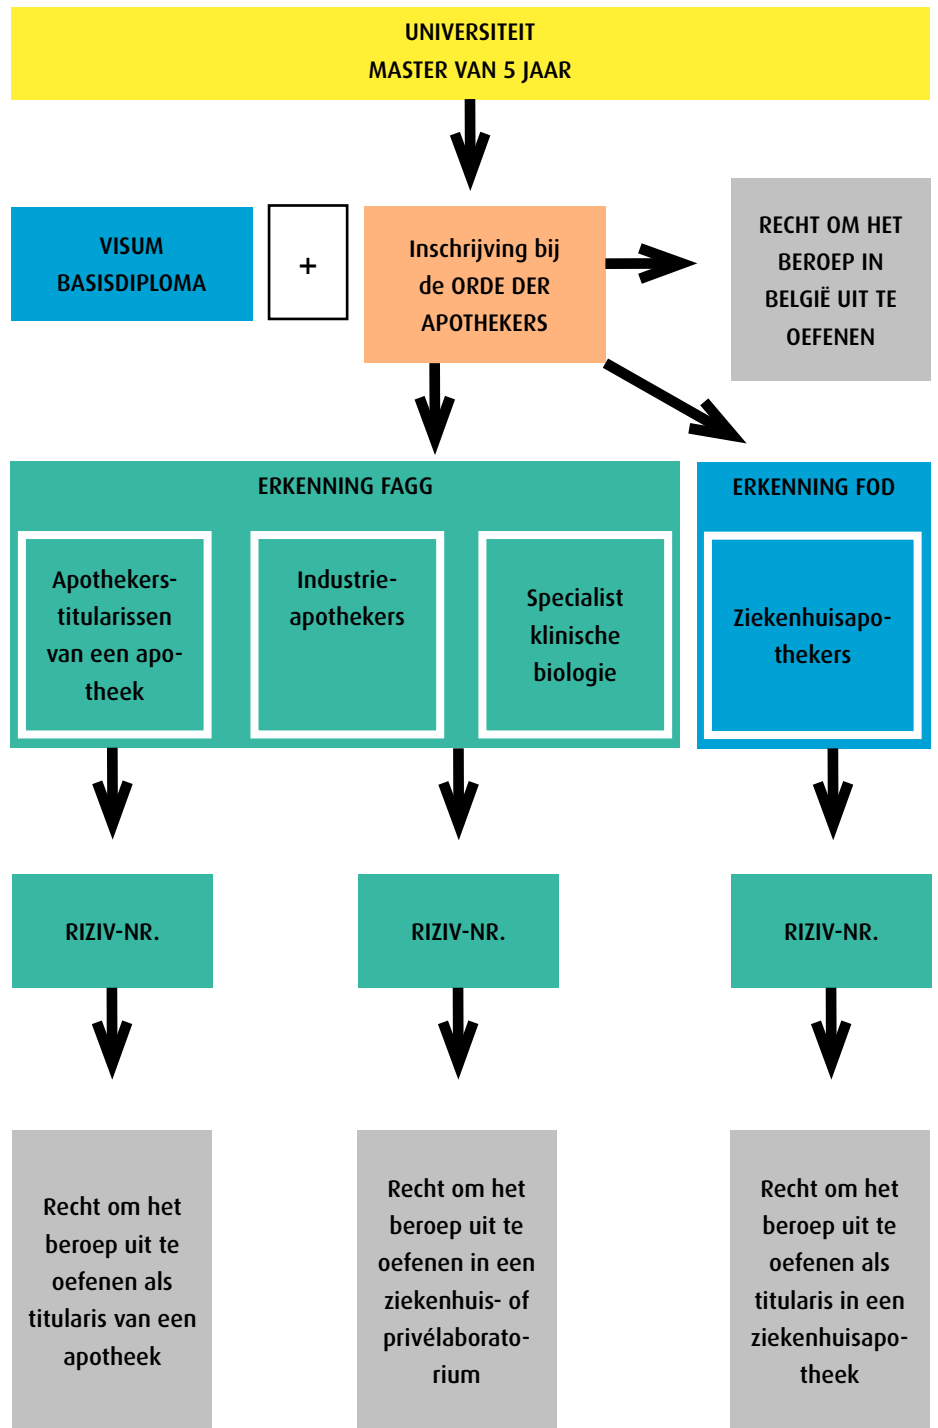 UNIVERSITEIT
MASTER VAN 5 JAAR
VISUM
BASISDIPLOMA
+
Inschrijving bij
de ORDE DER
APOTHEKERS
RECHT OM HET
BEROEP IN
BELGIË UIT TE
OEFENEN
ERKENNING FAGG
Apothekers-
titularissen
van een apo-
theek
Industrie-
apothekers
Specialist
klinische
biologie
ERKENNING FOD
Ziekenhuisapo-
thekers
RIZIV-NR.
RIZIV-NR.
RIZIV-NR.
Recht om het
beroep uit te
oefenen als
titularis van een
apotheek
Recht om het
beroep uit te
oefenen in een
ziekenhuis- of
privélaborato-
rium
Recht om het
beroep uit te
oefenen als
titularis in een
ziekenhuisapo-
theek